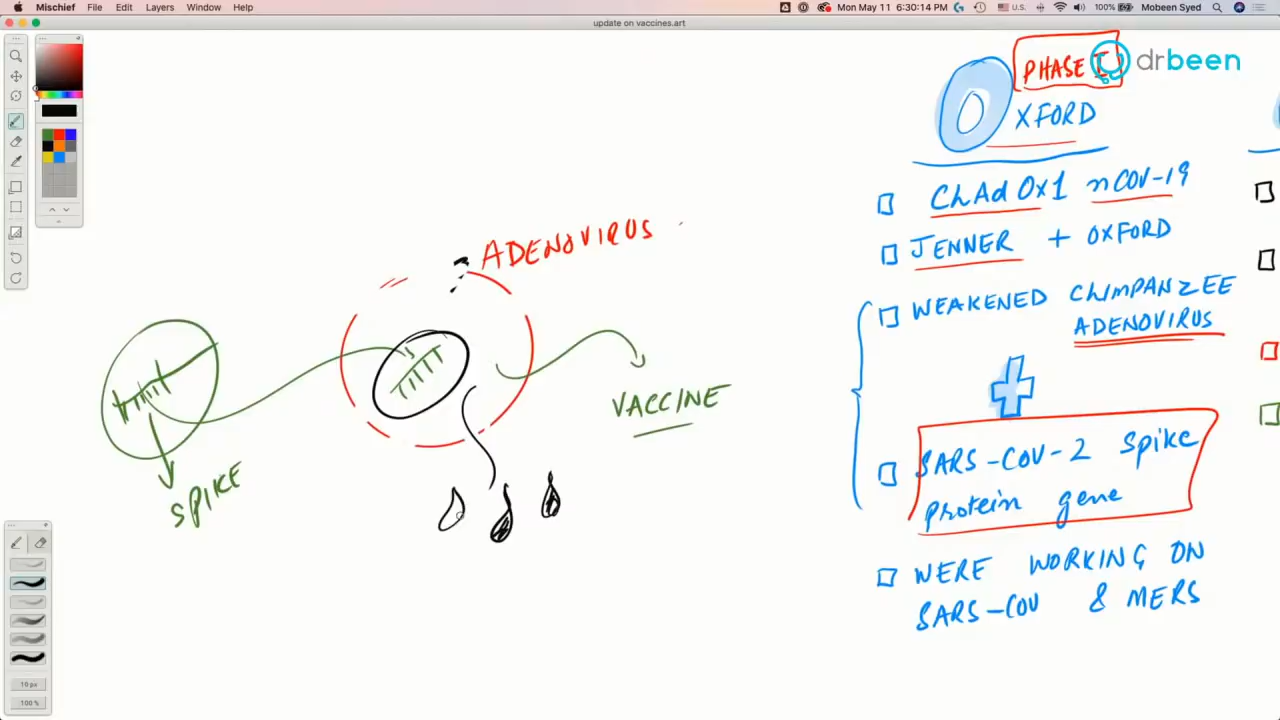 Mischief File Edit Layers Window Help
U.S. 100% Mon May 11 6:30:14 PM Mobeen Syed
update on vaccines.art
drbeen
PHASE I
OXFORD
ChAdOx1 nCOV-19
JENNER + OXFORD
WEAKENED ChIMPANZEE
ADENOVIRUS
SARS-COV-2 Spike
protein gene
WERE WORKING ON
SARS-COV & MERS
ADENOVIRUS
VACCINE
SPIKE
10 px
100 %